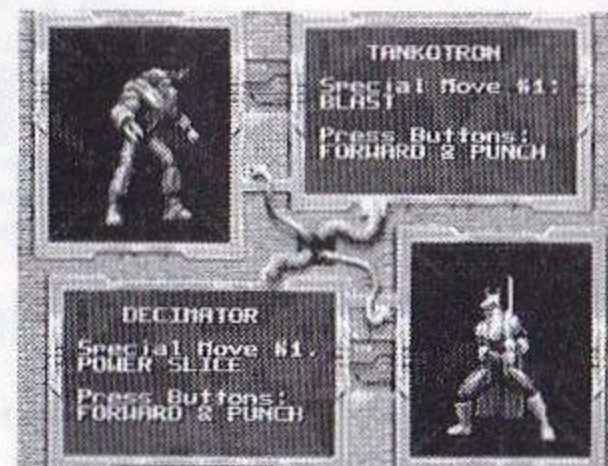 TANKOTRON
Special Move #1:
BLAST
Press Buttons:
FORWARD & PUNCH
DECIMATOR
Special Move #1.
POWER SLICE
Press Buttons:
FORWARD & PUNCH